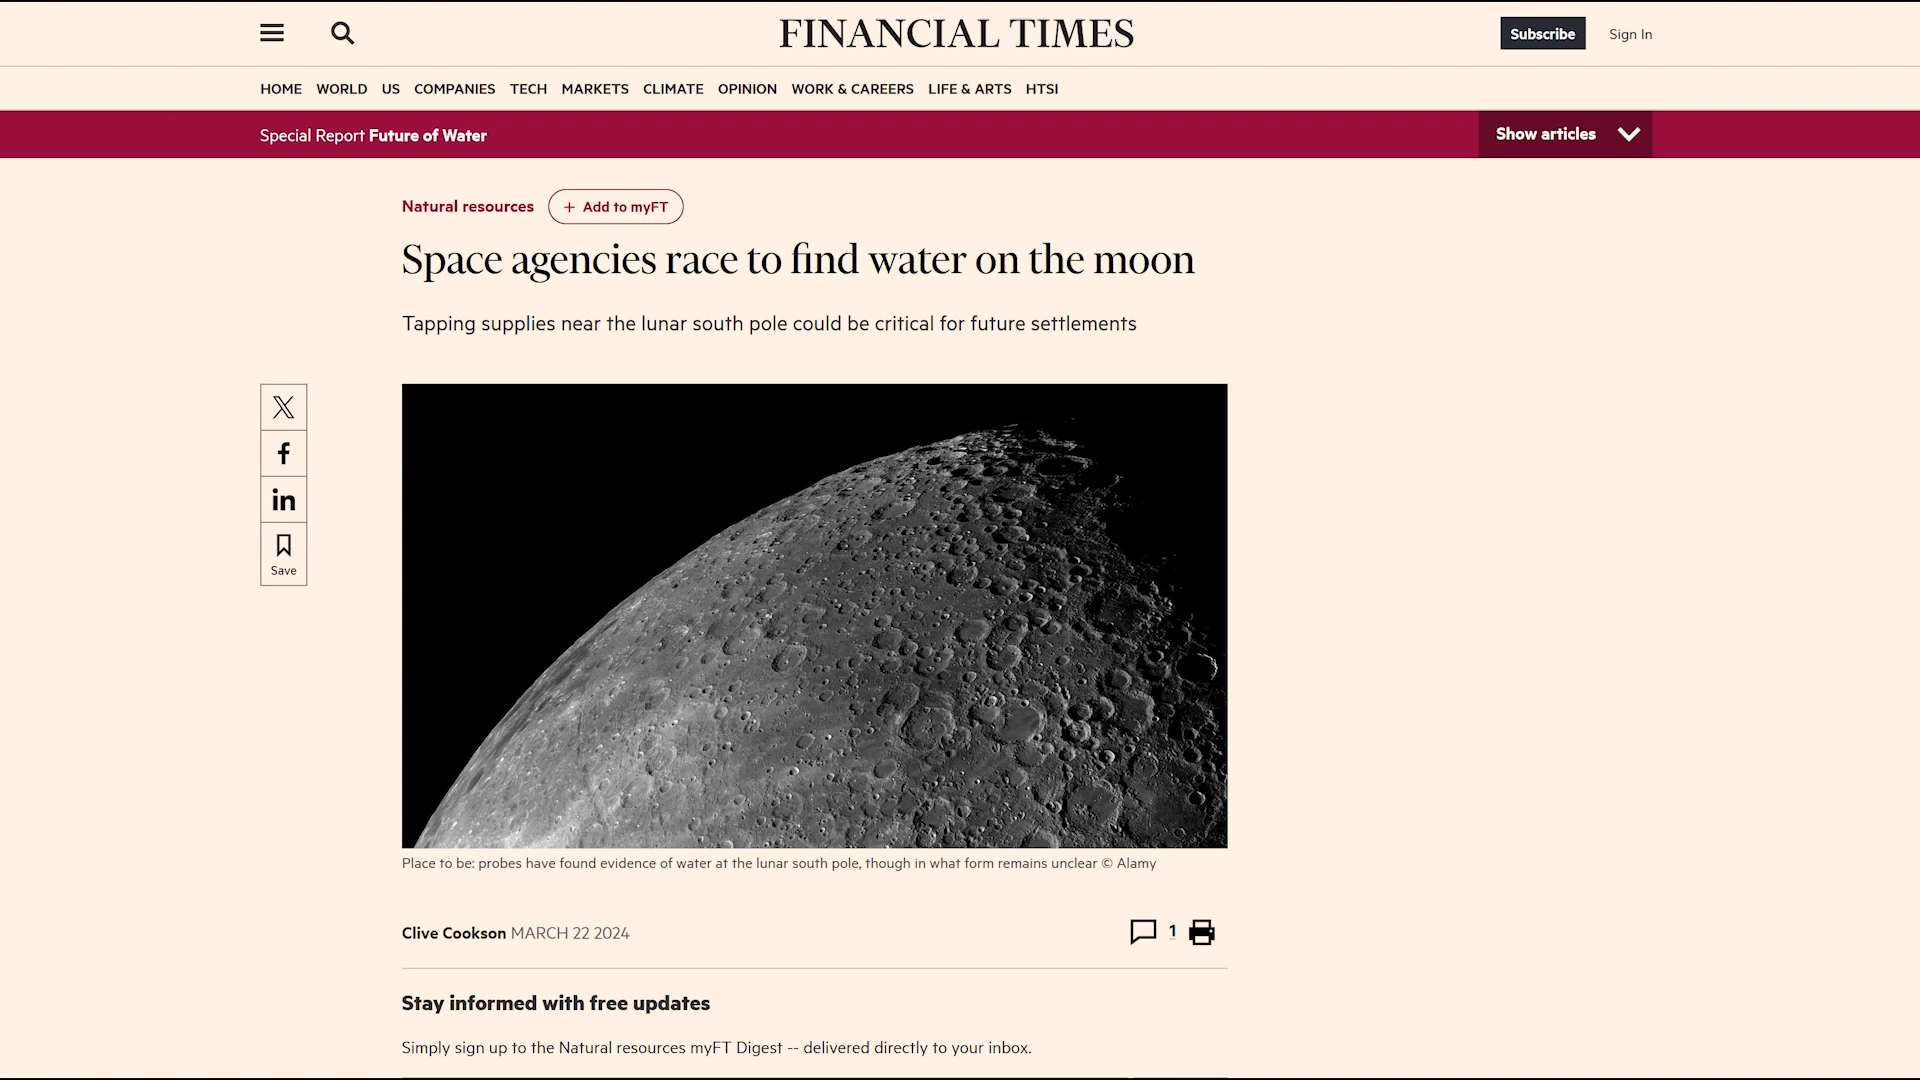 FINANCIAL TIMES
Subscribe
Sign In
HOME WORLD US COMPANIES TECH MARKETS CLIMATE OPINION WORK & CAREERS LIFE & ARTS HTSI
Special Report Future of Water
Show articles
Natural resources
+ Add to myFT
Space agencies race to find water on the moon
Tapping supplies near the lunar south pole could be critical for future settlements
X
f
in
Save
Place to be: probes have found evidence of water at the lunar south pole, though in what form remains unclear © Alamy
Clive Cookson MARCH 22 2024
1
Stay informed with free updates
Simply sign up to the Natural resources myFT Digest -- delivered directly to your inbox.